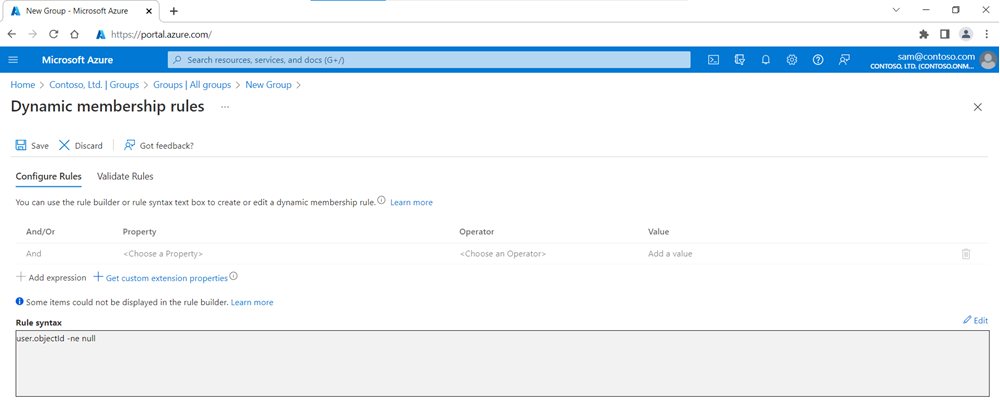 New Group - Microsoft Azure
https://portal.azure.com/
Microsoft Azure
Search resources, services, and docs (G+/)
sam@contoso.com
CONTOSO, LTD. (CONTOSO.ONM...
Home > Contoso, Ltd. | Groups > Groups | All groups > New Group >
Dynamic membership rules ...
Save Discard Got feedback?
Configure Rules Validate Rules
You can use the rule builder or rule syntax text box to create or edit a dynamic membership rule. Learn more
And/Or Property Operator Value
And <Choose a Property> <Choose an Operator> Add a value
+ Add expression + Get custom extension properties
Some items could not be displayed in the rule builder. Learn more
Rule syntax Edit
user.objectId -ne null